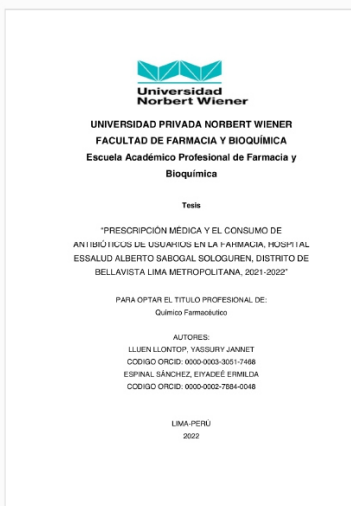 Universidad
Norbert Wiener
UNIVERSIDAD PRIVADA NORBERT WIENER
FACULTAD DE FARMACIA Y BIOQUÍMICA
Escuela Académico Profesional de Farmacia y
Bioquímica
Tesis
“PRESCRIPCIÓN MÉDICA Y EL CONSUMO DE
ANTIBIÓTICOS DE USUARIOS EN LA FARMACIA, HOSPITAL
ESSALUD ALBERTO SABOGAL SOLOGUREN, DISTRITO DE
BELLAVISTA LIMA METROPOLITANA, 2021-2022”
PARA OPTAR EL TITULO PROFESIONAL DE:
Químico Farmacéutico
AUTORES:
LLUEN LLONTOP, YASSURY JANNET
CODIGO ORCID: 0000-0003-3051-7468
ESPINAL SÁNCHEZ, EIYADEÉ ERMILDA
CODIGO ORCID: 0000-0002-7884-0048
LIMA-PERÚ
2022